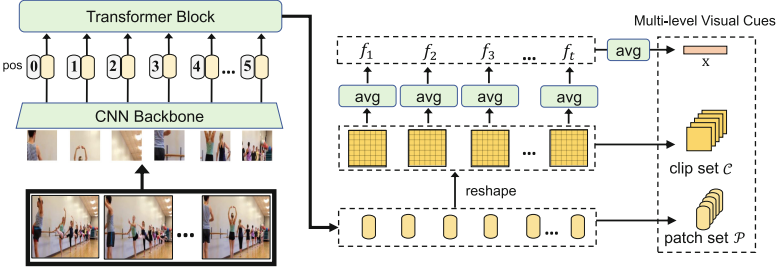 Transformer Block
pos 0 1 2 3 4 ... 5
CNN Backbone
...
Multi-level Visual Cues
f₁ f₂ f₃ ... fₜ
avg
x
avg avg avg avg
...
clip set 𝒞
reshape
...
patch set 𝒫